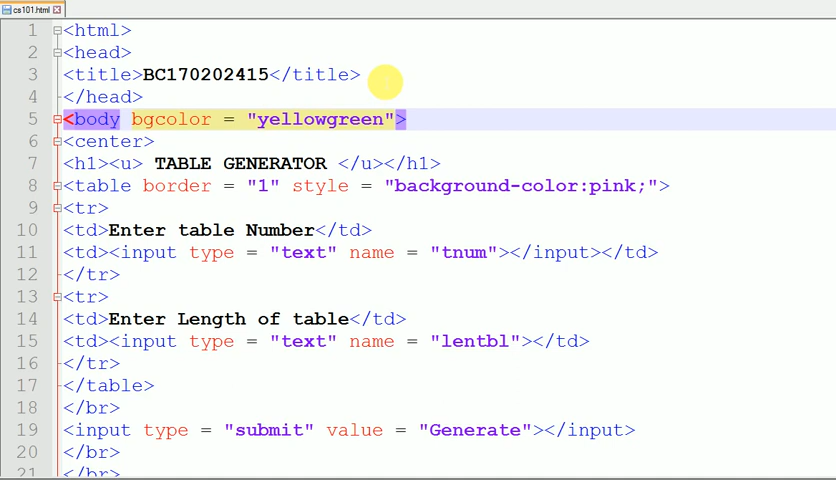 cs101.html
1 <html>
2 <head>
3 <title>BC170202415</title>
4 </head>
5 <body bgcolor = "yellowgreen">
6 <center>
7 <h1><u> TABLE GENERATOR </u></h1>
8 <table border = "1" style = "background-color:pink;">
9 <tr>
10 <td>Enter table Number</td>
11 <td><input type = "text" name = "tnum"></input></td>
12 </tr>
13 <tr>
14 <td>Enter Length of table</td>
15 <td><input type = "text" name = "lentbl"></td>
16 </tr>
17 </table>
18 </br>
19 <input type = "submit" value = "Generate"></input>
20 </br>
21 </br>